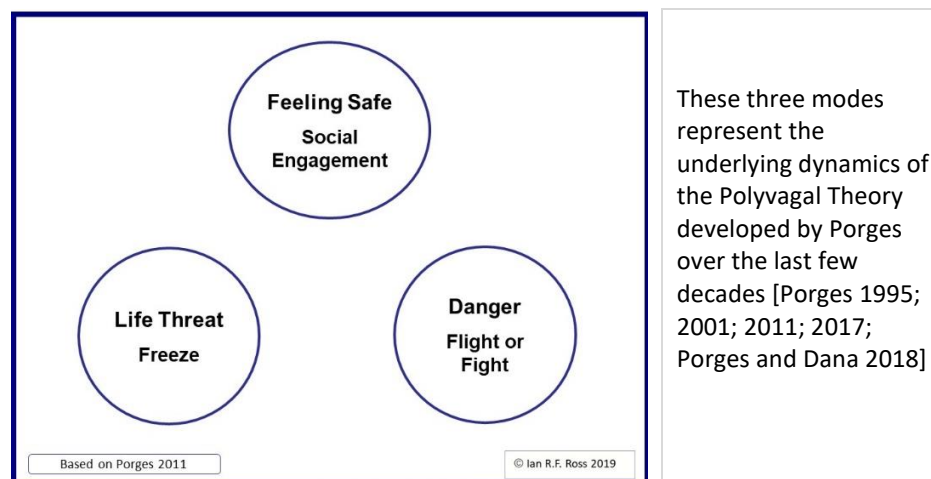 Feeling Safe
Social
Engagement
Life Threat
Freeze
Danger
Flight or
Fight
Based on Porges 2011
© Ian R.F. Ross 2019
These three modes
represent the
underlying dynamics of
the Polyvagal Theory
developed by Porges
over the last few
decades [Porges 1995;
2001; 2011; 2017;
Porges and Dana 2018]